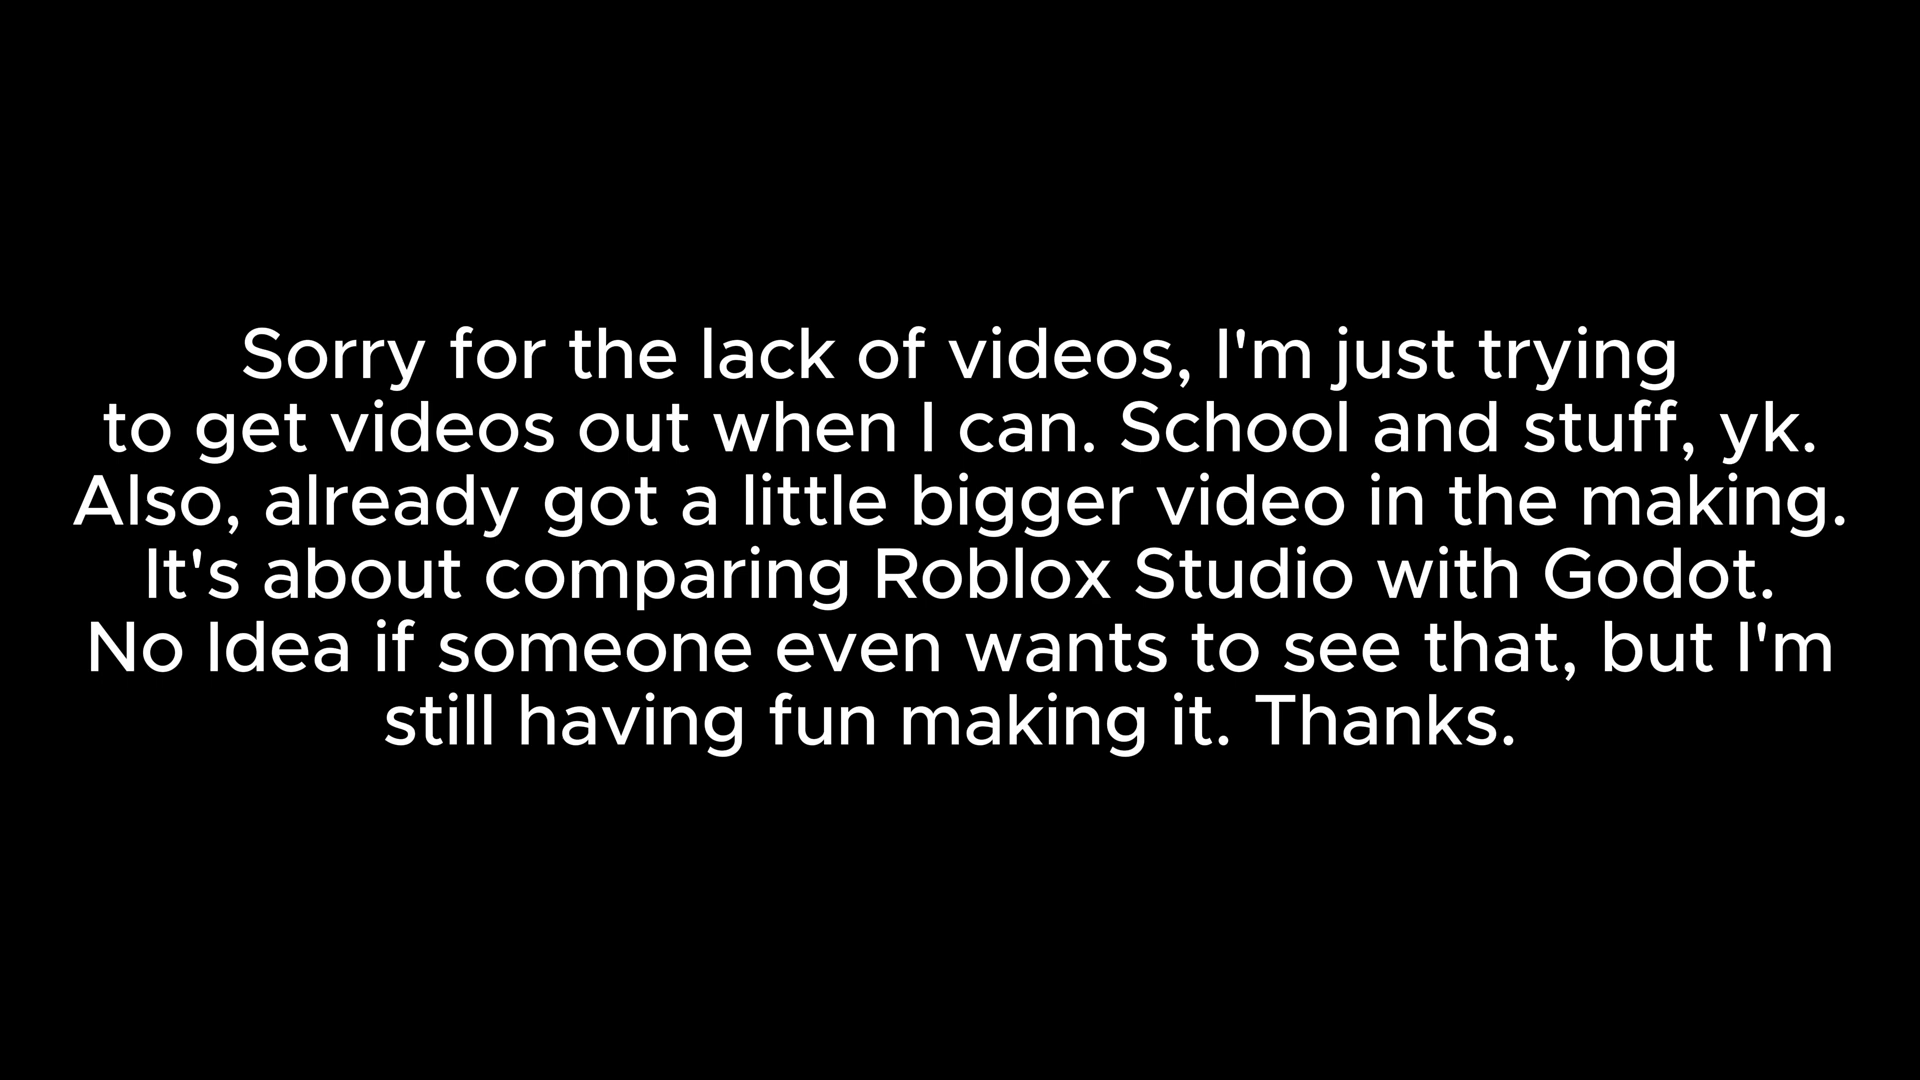 Sorry for the lack of videos, I'm just trying
to get videos out when I can. School and stuff, yk.
Also, already got a little bigger video in the making.
It's about comparing Roblox Studio with Godot.
No Idea if someone even wants to see that, but I'm
still having fun making it. Thanks.